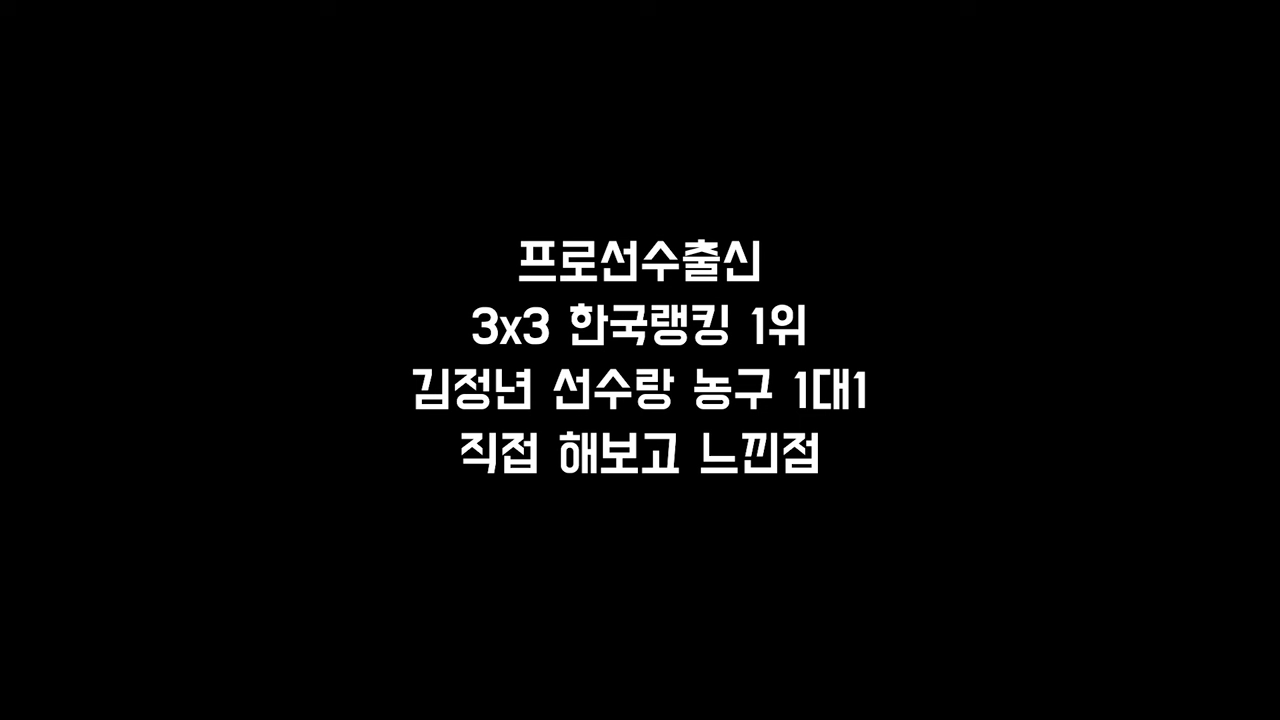 프로선수출신
3x3 한국랭킹 1위
김정년 선수랑 농구 1대1
직접 해보고 느낀점